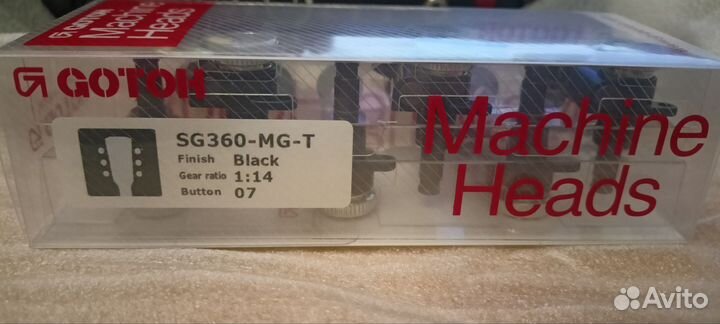 GOTOH
Machine
Heads
GOTOH
SG360-MG-T
Finish Black
Gear ratio 1:14
Button 07
Machine
Heads
Avito